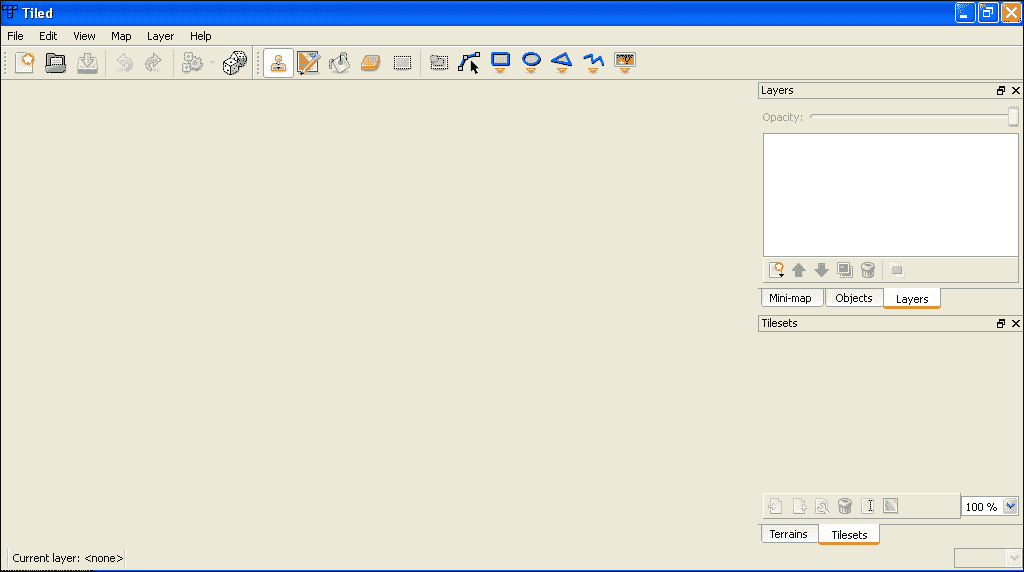 Tiled
File Edit View Map Layer Help
Layers
Opacity:
Mini-map Objects Layers
Tilesets
100 %
Terrains Tilesets
Current layer: <none>